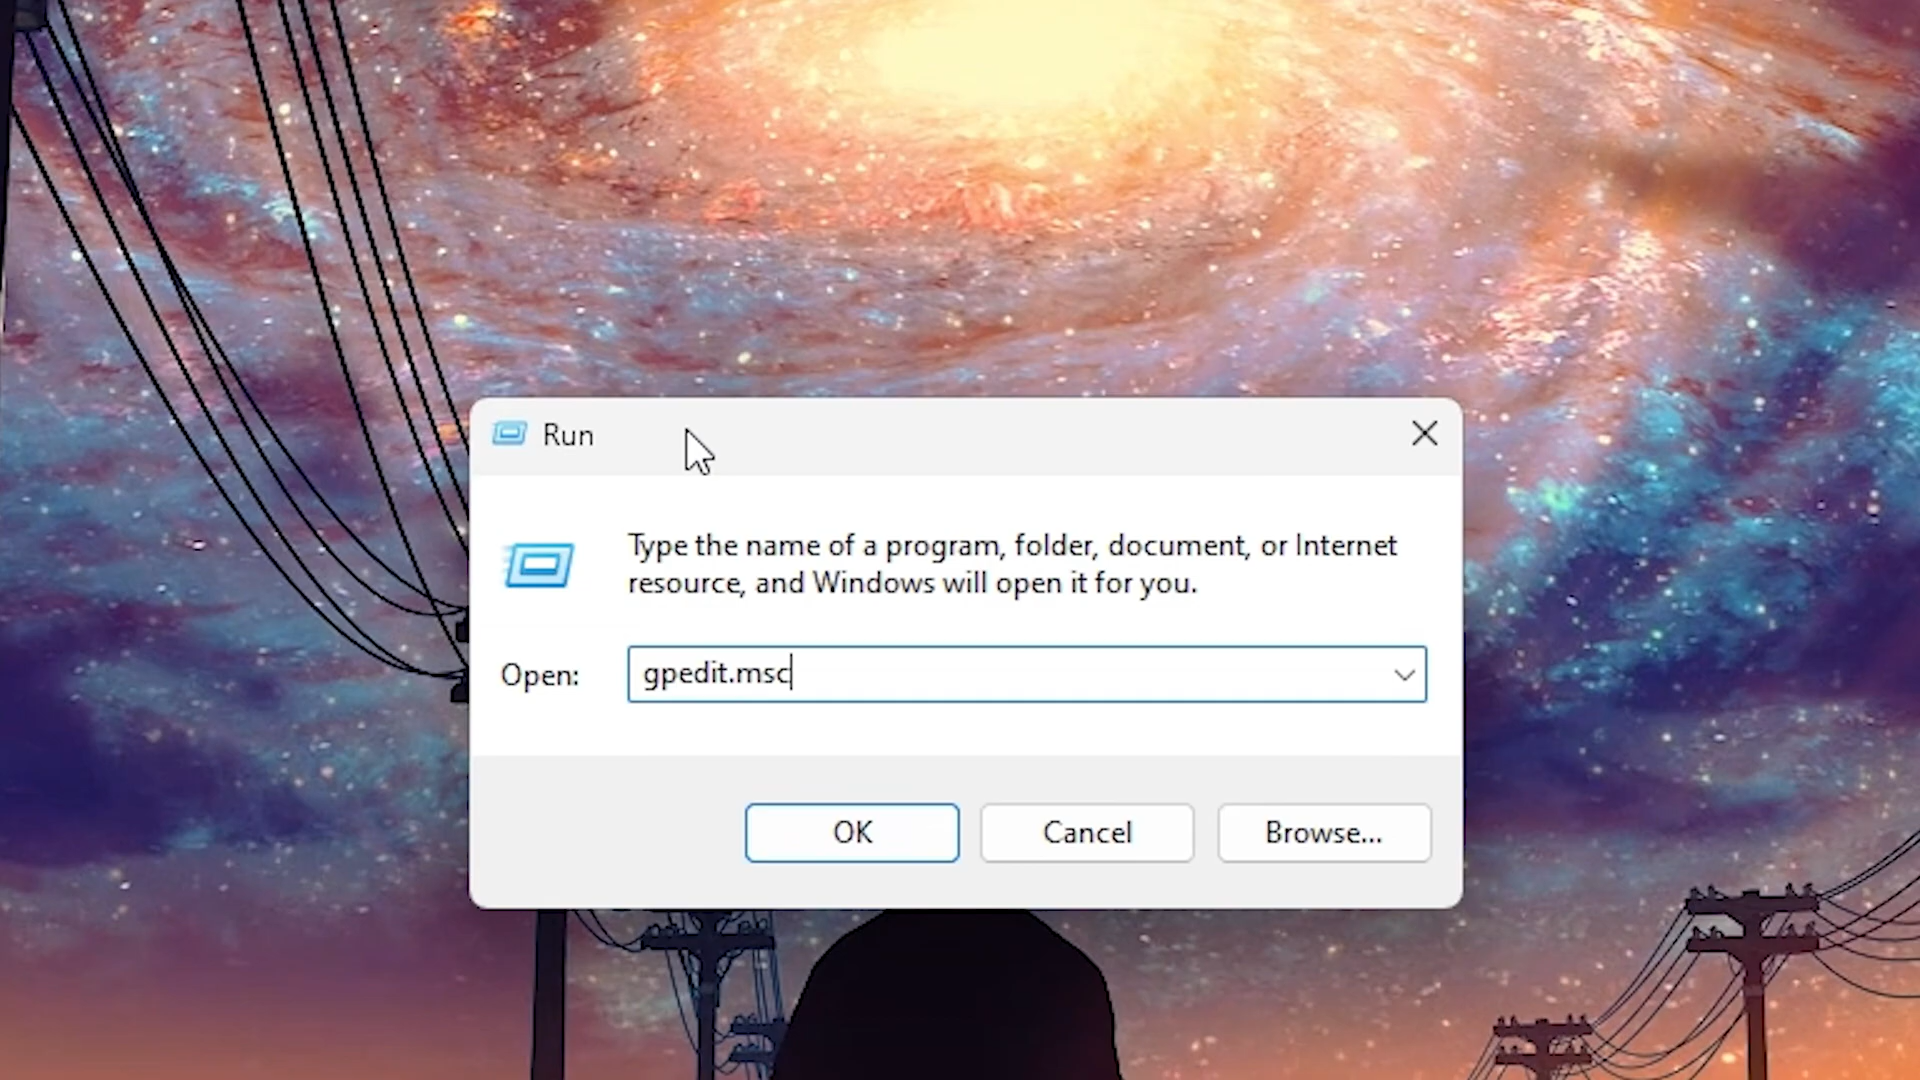 Run
Type the name of a program, folder, document, or Internet
resource, and Windows will open it for you.
Open:
gpedit.msc
OK
Cancel
Browse...